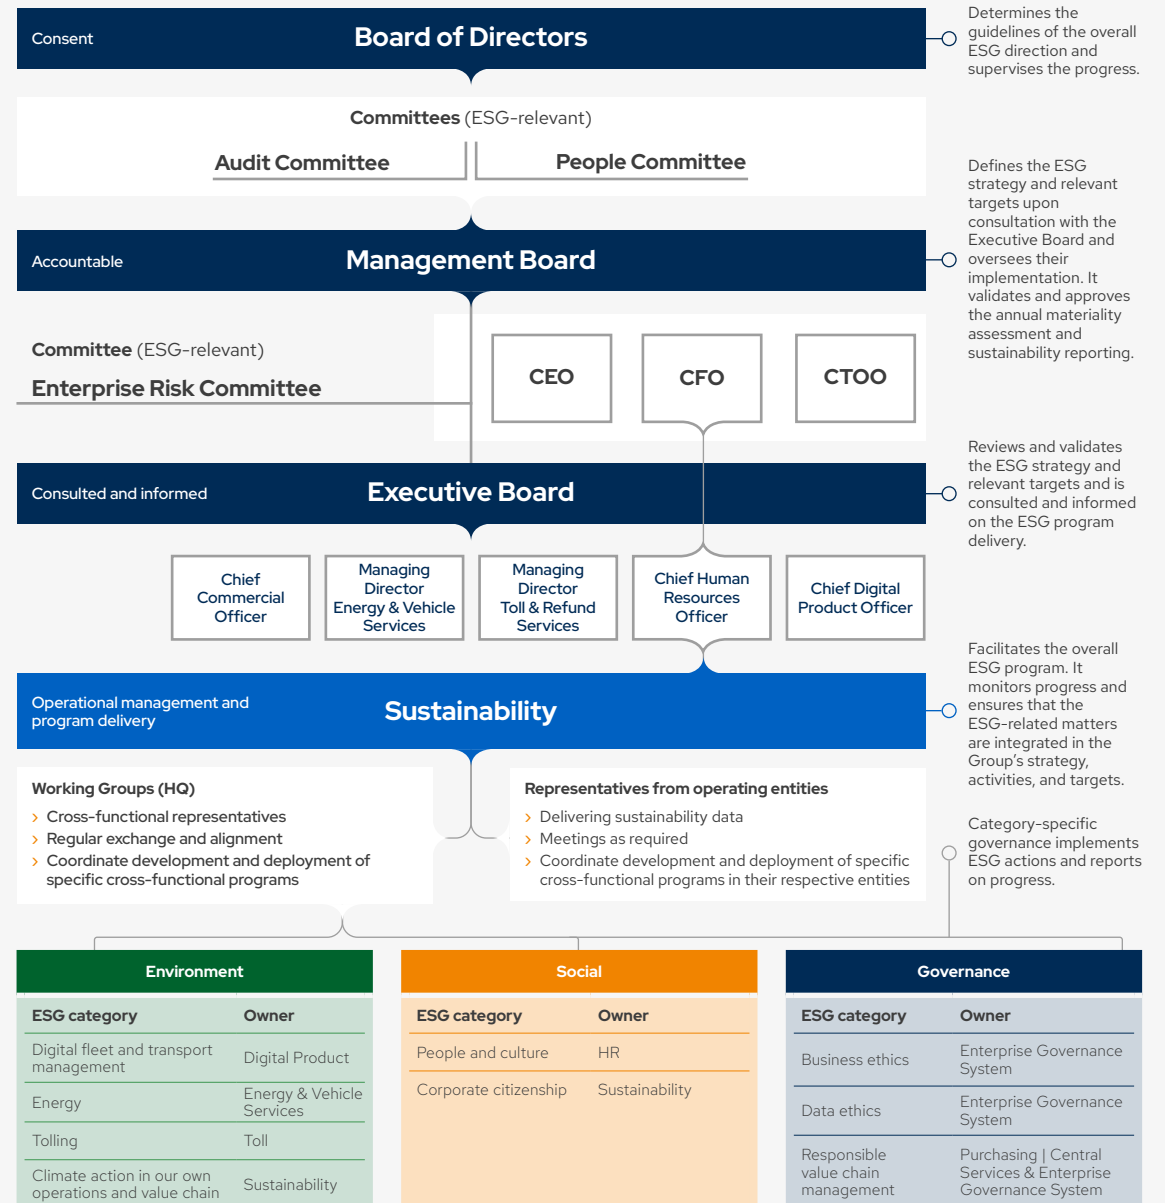 Consent
Board of Directors
Determines the
guidelines of the overall
ESG direction and
supervises the progress.
Committees (ESG-relevant)
Audit Committee
People Committee
Accountable
Management Board
Defines the ESG
strategy and relevant
targets upon
consultation with the
Executive Board and
oversees their
implementation. It
validates and approves
the annual materiality
assessment and
sustainability reporting.
Committee (ESG-relevant)
Enterprise Risk Committee
CEO
CFO
CTOO
Consulted and informed
Executive Board
Reviews and validates
the ESG strategy and
relevant targets and is
consulted and informed
on the ESG program
delivery.
Chief
Commercial
Officer
Managing
Director
Energy & Vehicle
Services
Managing
Director
Toll & Refund
Services
Chief Human
Resources
Officer
Chief Digital
Product Officer
Operational management and
program delivery
Sustainability
Facilitates the overall
ESG program. It
monitors progress and
ensures that the
ESG-related matters
are integrated in the
Group's strategy,
activities, and targets.
Working Groups (HQ)
› Cross-functional representatives
› Regular exchange and alignment
› Coordinate development and deployment of
specific cross-functional programs
Representatives from operating entities
› Delivering sustainability data
› Meetings as required
› Coordinate development and deployment of specific
cross-functional programs in their respective entities
Category-specific
governance implements
ESG actions and reports
on progress.
Environment
ESG category Owner
Digital fleet and transport
management
Digital Product
Energy
Energy & Vehicle
Services
Tolling Toll
Climate action in our own
operations and value chain
Sustainability
Social
ESG category Owner
People and culture HR
Corporate citizenship Sustainability
Governance
ESG category Owner
Business ethics
Enterprise Governance
System
Data ethics
Enterprise Governance
System
Responsible
value chain
management
Purchasing | Central
Services & Enterprise
Governance System